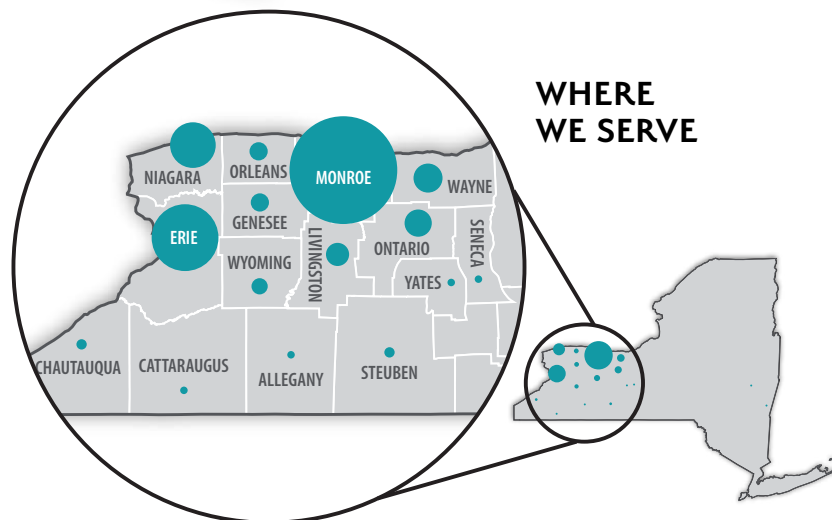 WHERE
WE SERVE
NIAGARA
ORLEANS
MONROE
WAYNE
ERIE
GENESEE
LIVINGSTON
ONTARIO
SENECA
WYOMING
YATES
CHAUTAUQUA
CATTARAUGUS
ALLEGANY
STEUBEN